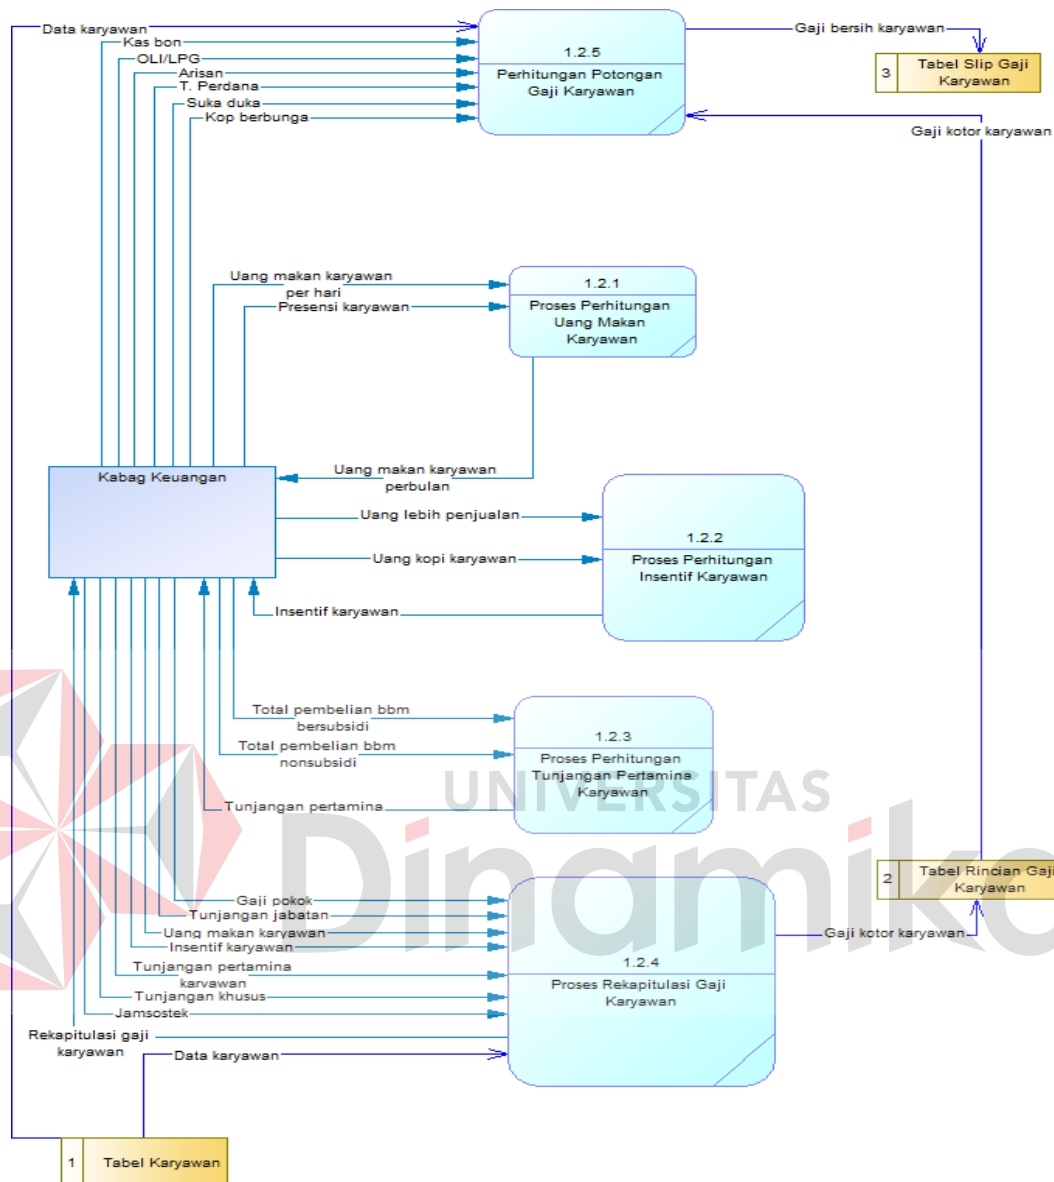 Data karyawan
Kas bon
OLI/LPG
Arisan
T. Perdana
Suka duka
Kop berbunga
1.2.5
Perhitungan Potongan
Gaji Karyawan
Gaji bersih karyawan
3
Tabel Slip Gaji
Karyawan
Gaji kotor karyawan
Uang makan karyawan
per hari
Presensi karyawan
1.2.1
Proses Perhitungan
Uang Makan
Karyawan
Uang makan karyawan
perbulan
Kabag Keuangan
Uang lebih penjualan
Uang kopi karyawan
Insentif karyawan
1.2.2
Proses Perhitungan
Insentif Karyawan
Total pembelian bbm
bersubsidi
Total pembelian bbm
nonsubsidi
Tunjangan pertamina
1.2.3
Proses Perhitungan
Tunjangan Pertamina
Karyawan
UNIVERSITAS
Dinamika
Gaji pokok
Tunjangan jabatan
Uang makan karyawan
Insentif karyawan
Tunjangan pertamina
karyawan
Tunjangan khusus
Jamsostek
Rekapitulasi gaji
karyawan
1.2.4
Proses Rekapitulasi Gaji
Karyawan
Gaji kotor karyawan
2
Tabel Rincian Gaji
Karyawan
Data karyawan
1
Tabel Karyawan